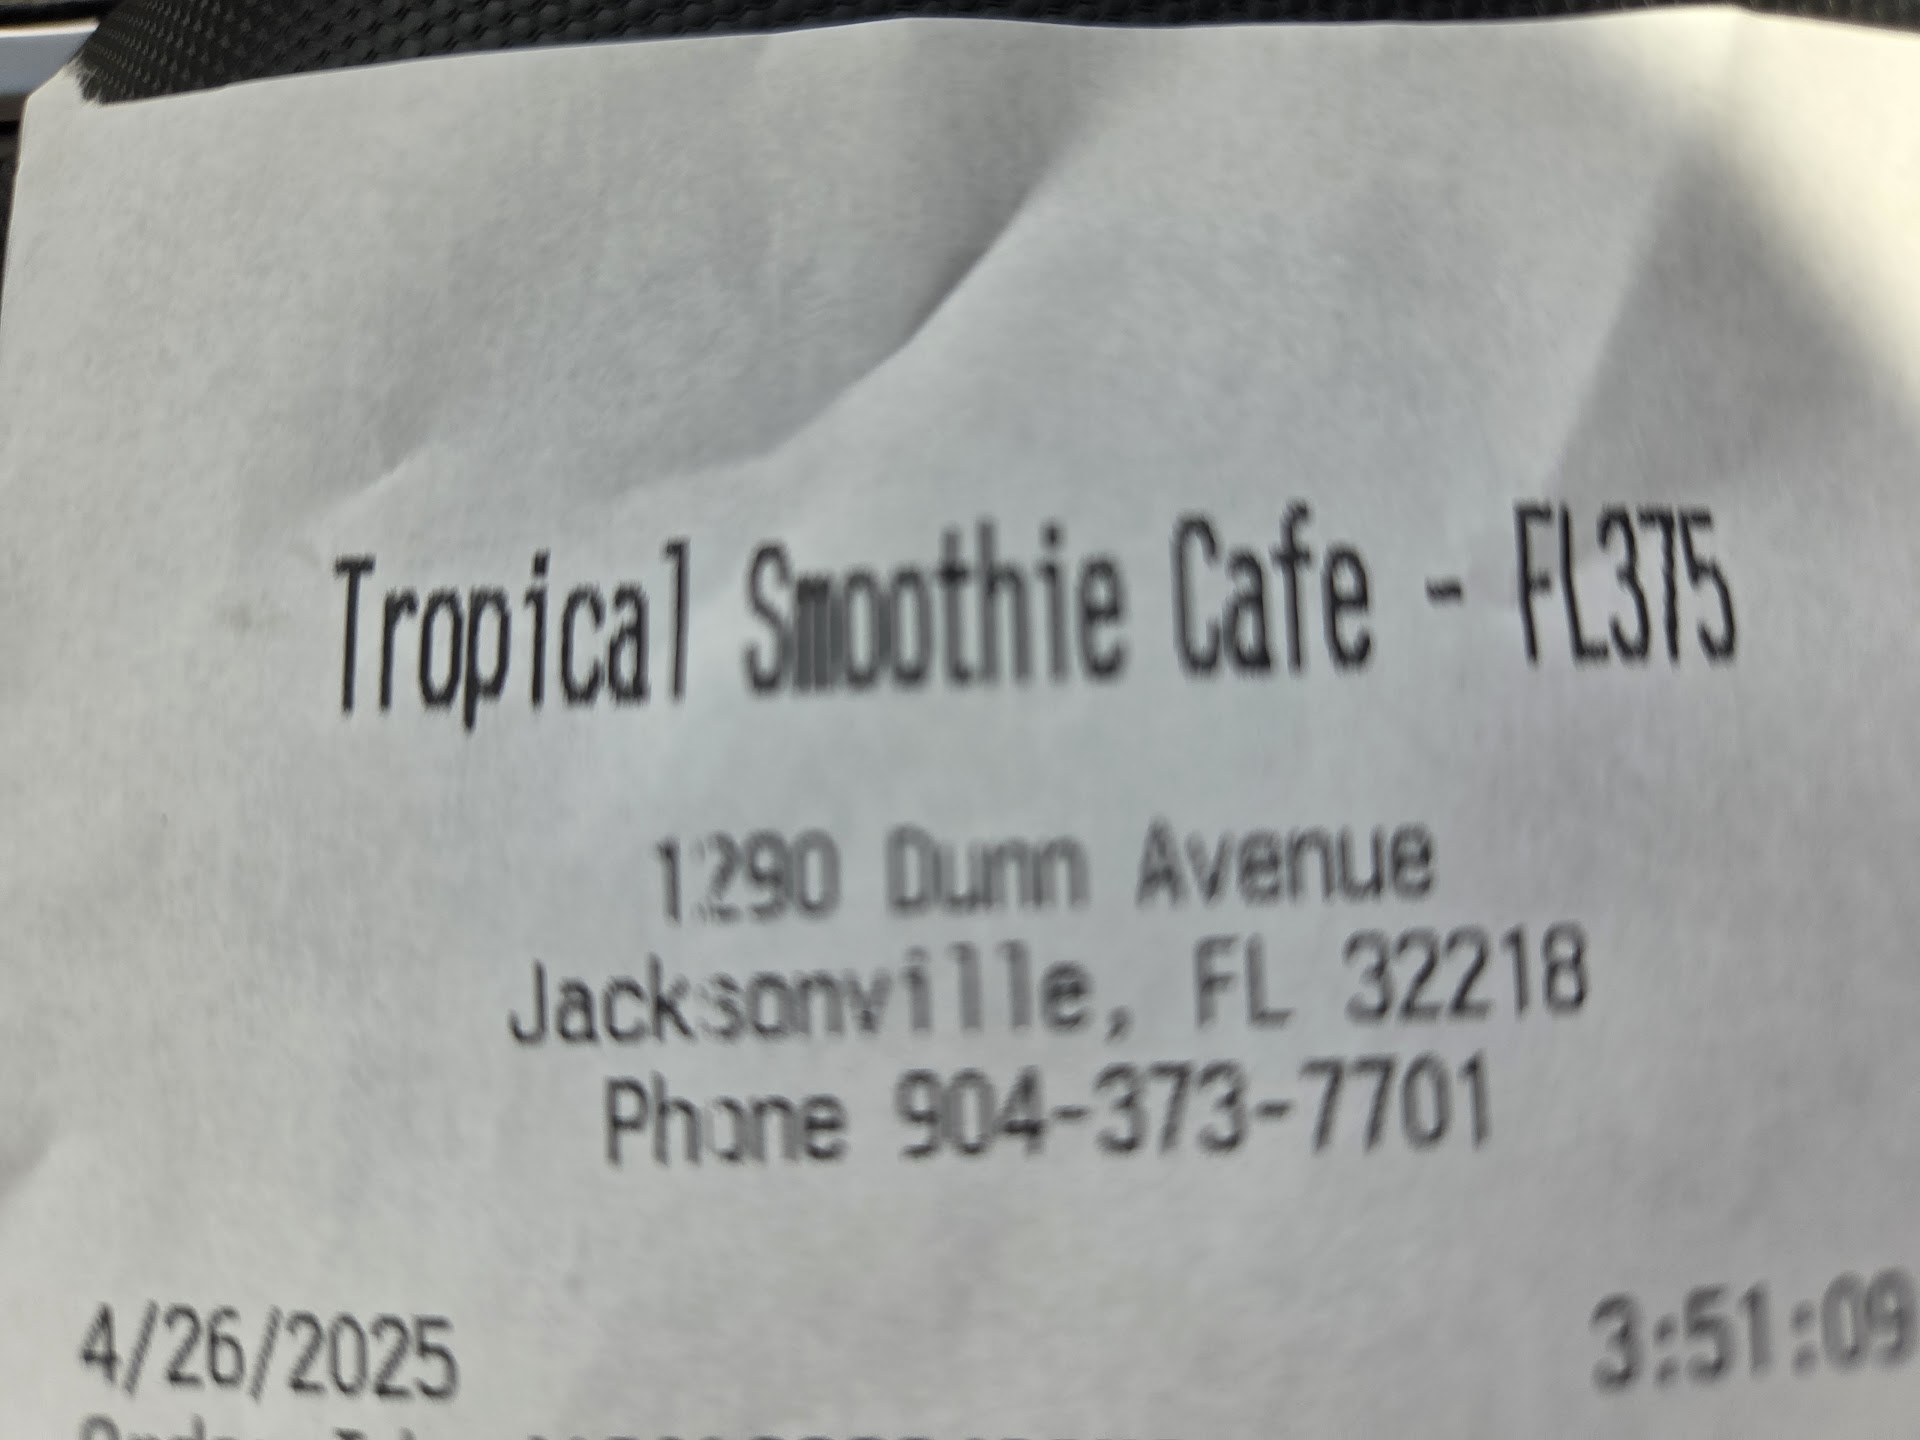 Tropical Smoothie Cafe - FL375
1290 Dunn Avenue
Jacksonville, FL 32218
Phone 904-373-7701
4/26/2025 3:51:09